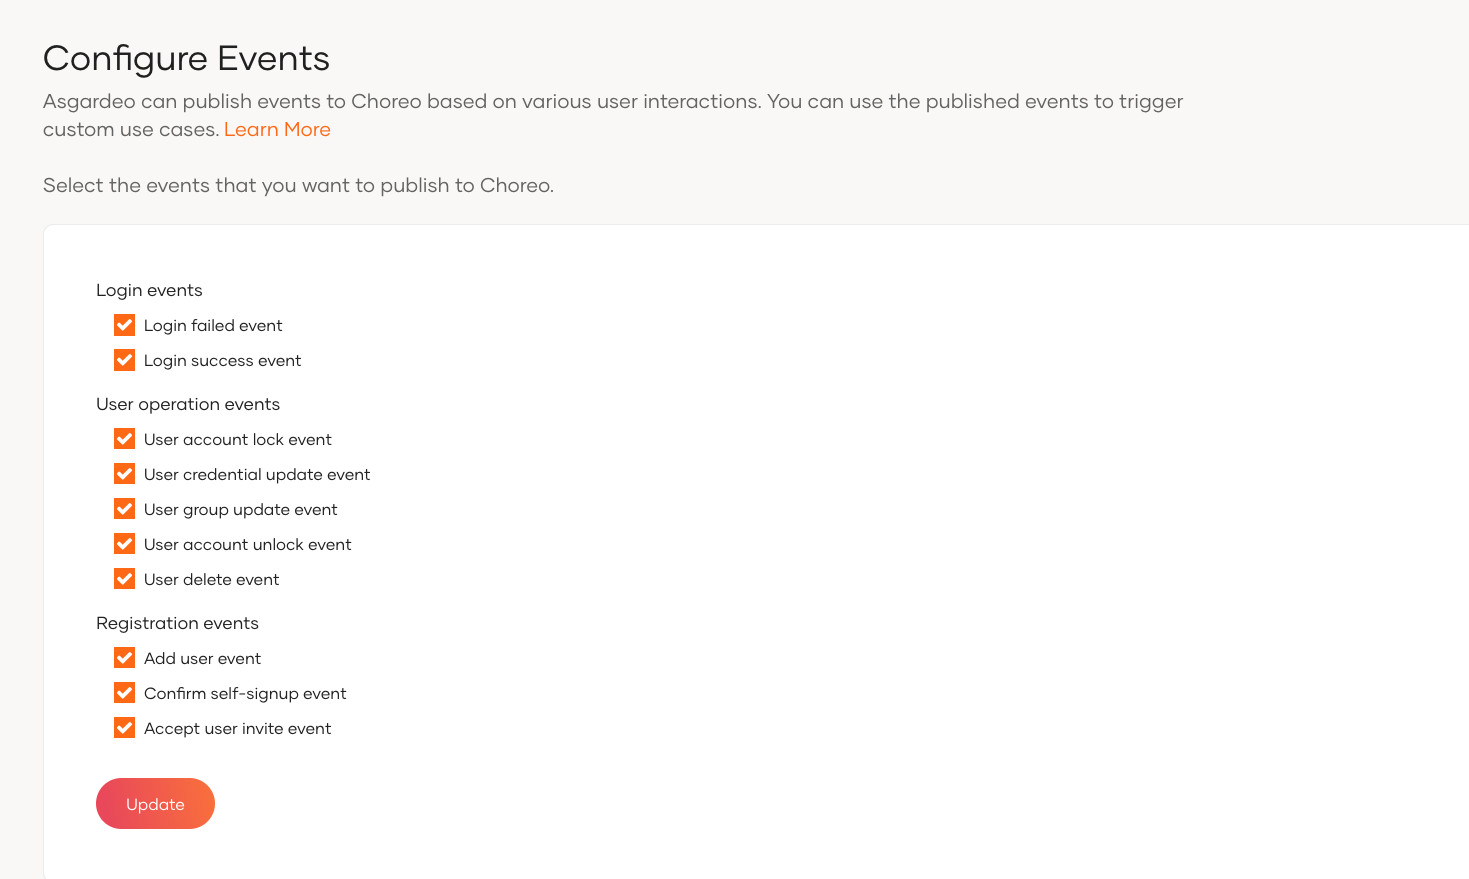 Configure Events
Asgardeo can publish events to Choreo based on various user interactions. You can use the published events to trigger
custom use cases. Learn More
Select the events that you want to publish to Choreo.
Login events
Login failed event
Login success event
User operation events
User account lock event
User credential update event
User group update event
User account unlock event
User delete event
Registration events
Add user event
Confirm self-signup event
Accept user invite event
Update